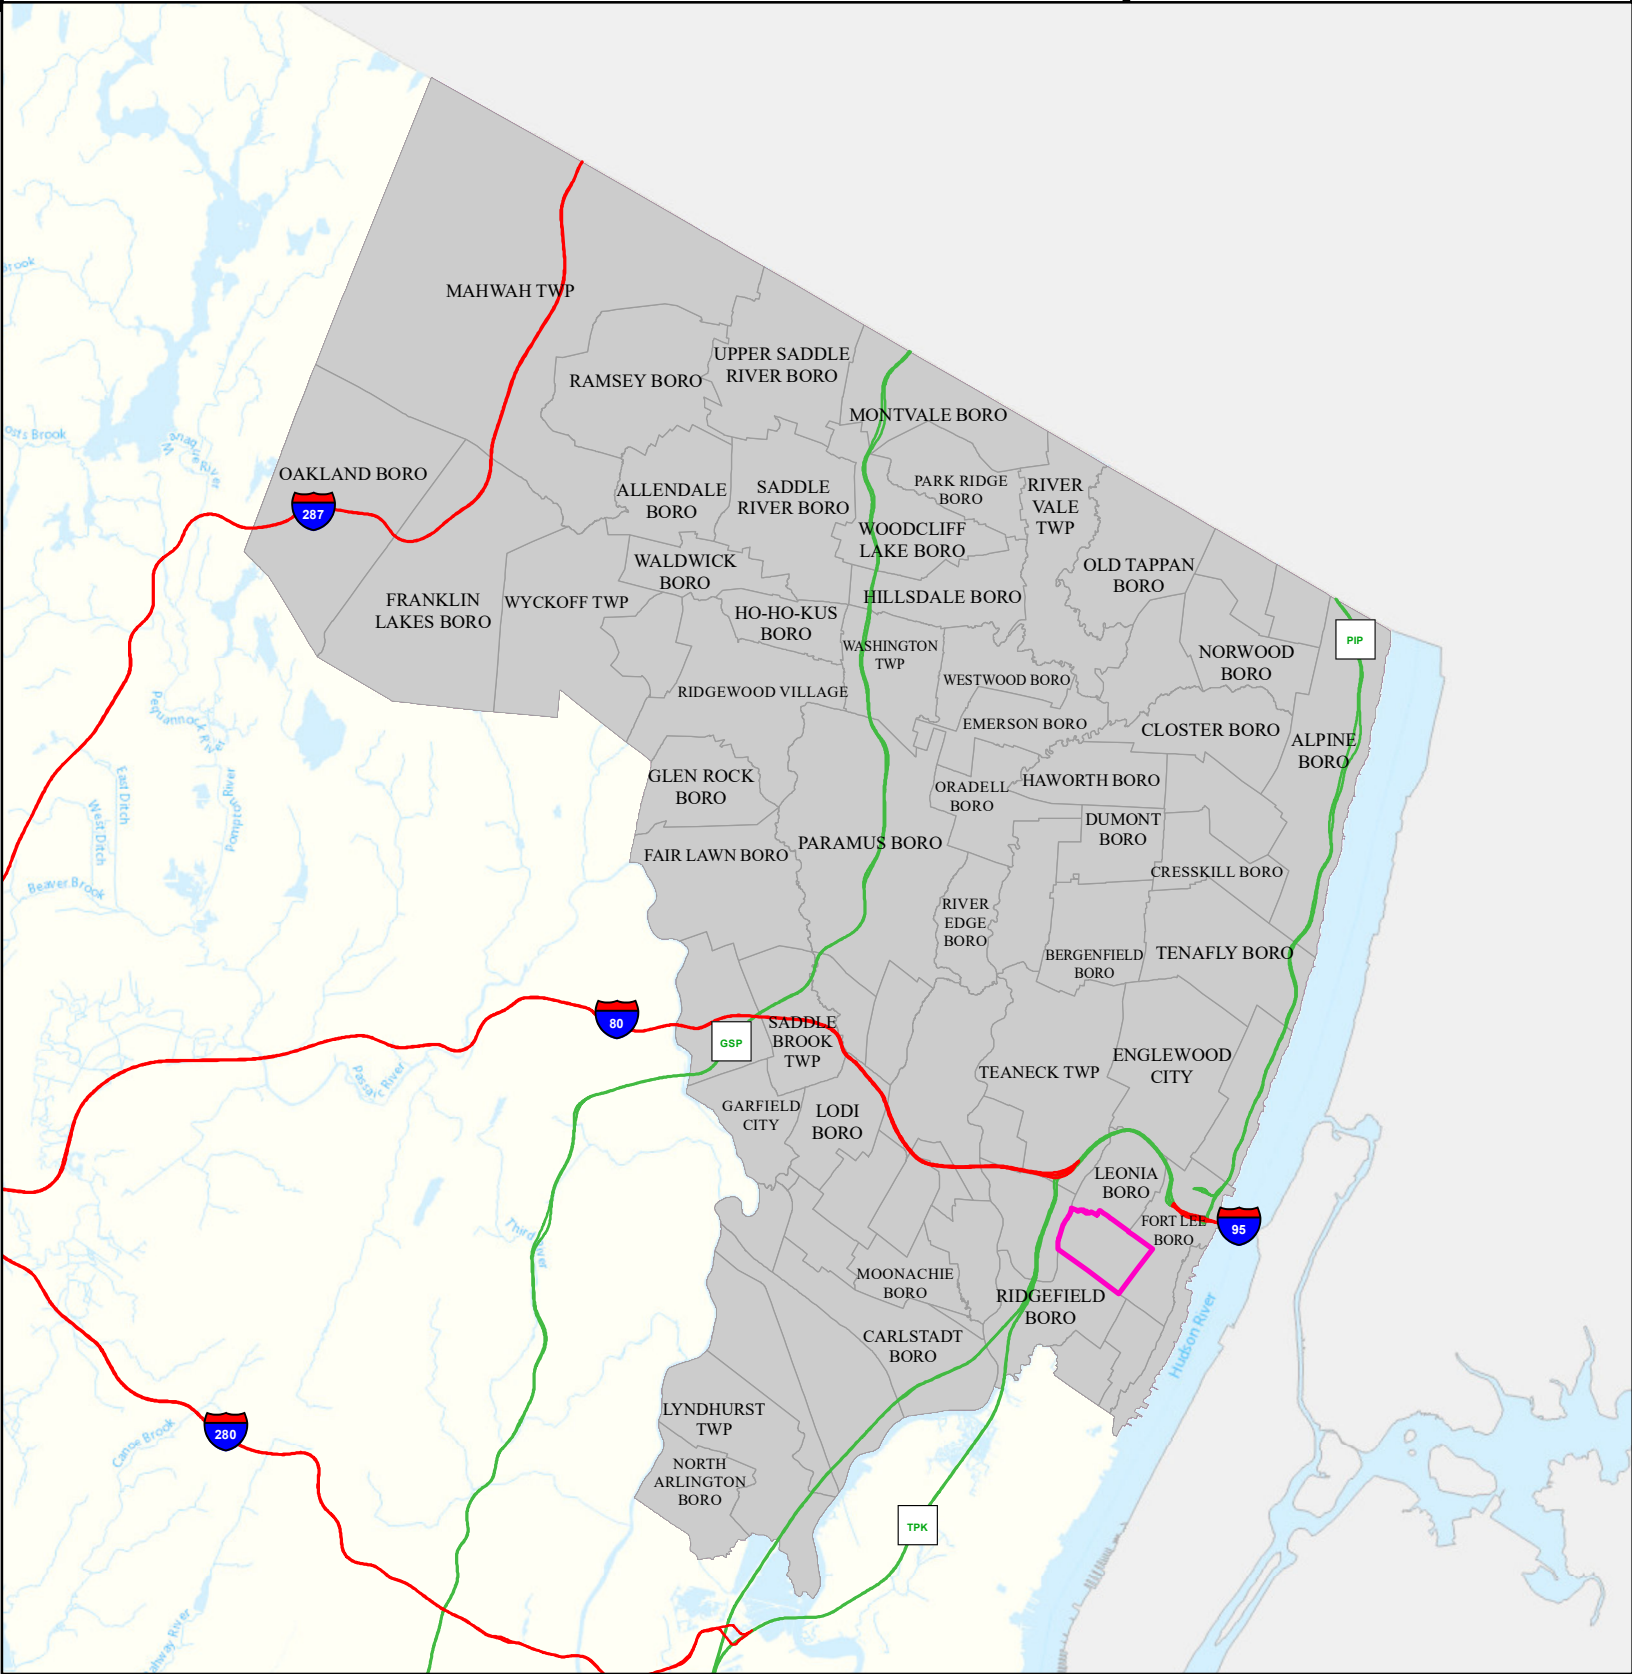 MAHWAH TWP
UPPER SADDLE
RIVER BORO
RAMSEY BORO
MONTVALE BORO
Brook
osts Brook
Wanaque River
OAKLAND BORO
287
ALLENDALE
BORO
SADDLE
RIVER BORO
PARK RIDGE
BORO
RIVER
VALE
TWP
WOODCLIFF
LAKE BORO
WALDWICK
BORO
OLD TAPPAN
BORO
FRANKLIN
LAKES BORO
WYCKOFF TWP
HO-HO-KUS
BORO
HILLSDALE BORO
PIP
WASHINGTON
TWP
NORWOOD
BORO
RIDGEWOOD VILLAGE
WESTWOOD BORO
EMERSON BORO
CLOSTER BORO
ALPINE
BORO
Pequannock River
East Ditch
West Ditch
Pompton River
Beaver Brook
GLEN ROCK
BORO
ORADELL
BORO
HAWORTH BORO
DUMONT
BORO
FAIR LAWN BORO
PARAMUS BORO
CRESSKILL BORO
RIVER
EDGE
BORO
BERGENFIELD
BORO
TENAFLY BORO
80
GSP
SADDLE
BROOK
TWP
Passaic River
TEANECK TWP
ENGLEWOOD
CITY
GARFIELD
CITY
LODI
BORO
LEONIA
BORO
FORT LEE
BORO
95
Third River
MOONACHIE
BORO
RIDGEFIELD
BORO
CARLSTADT
BORO
Hudson River
LYNDHURST
TWP
280
Canoe Brook
NORTH
ARLINGTON
BORO
TPK
ahway River